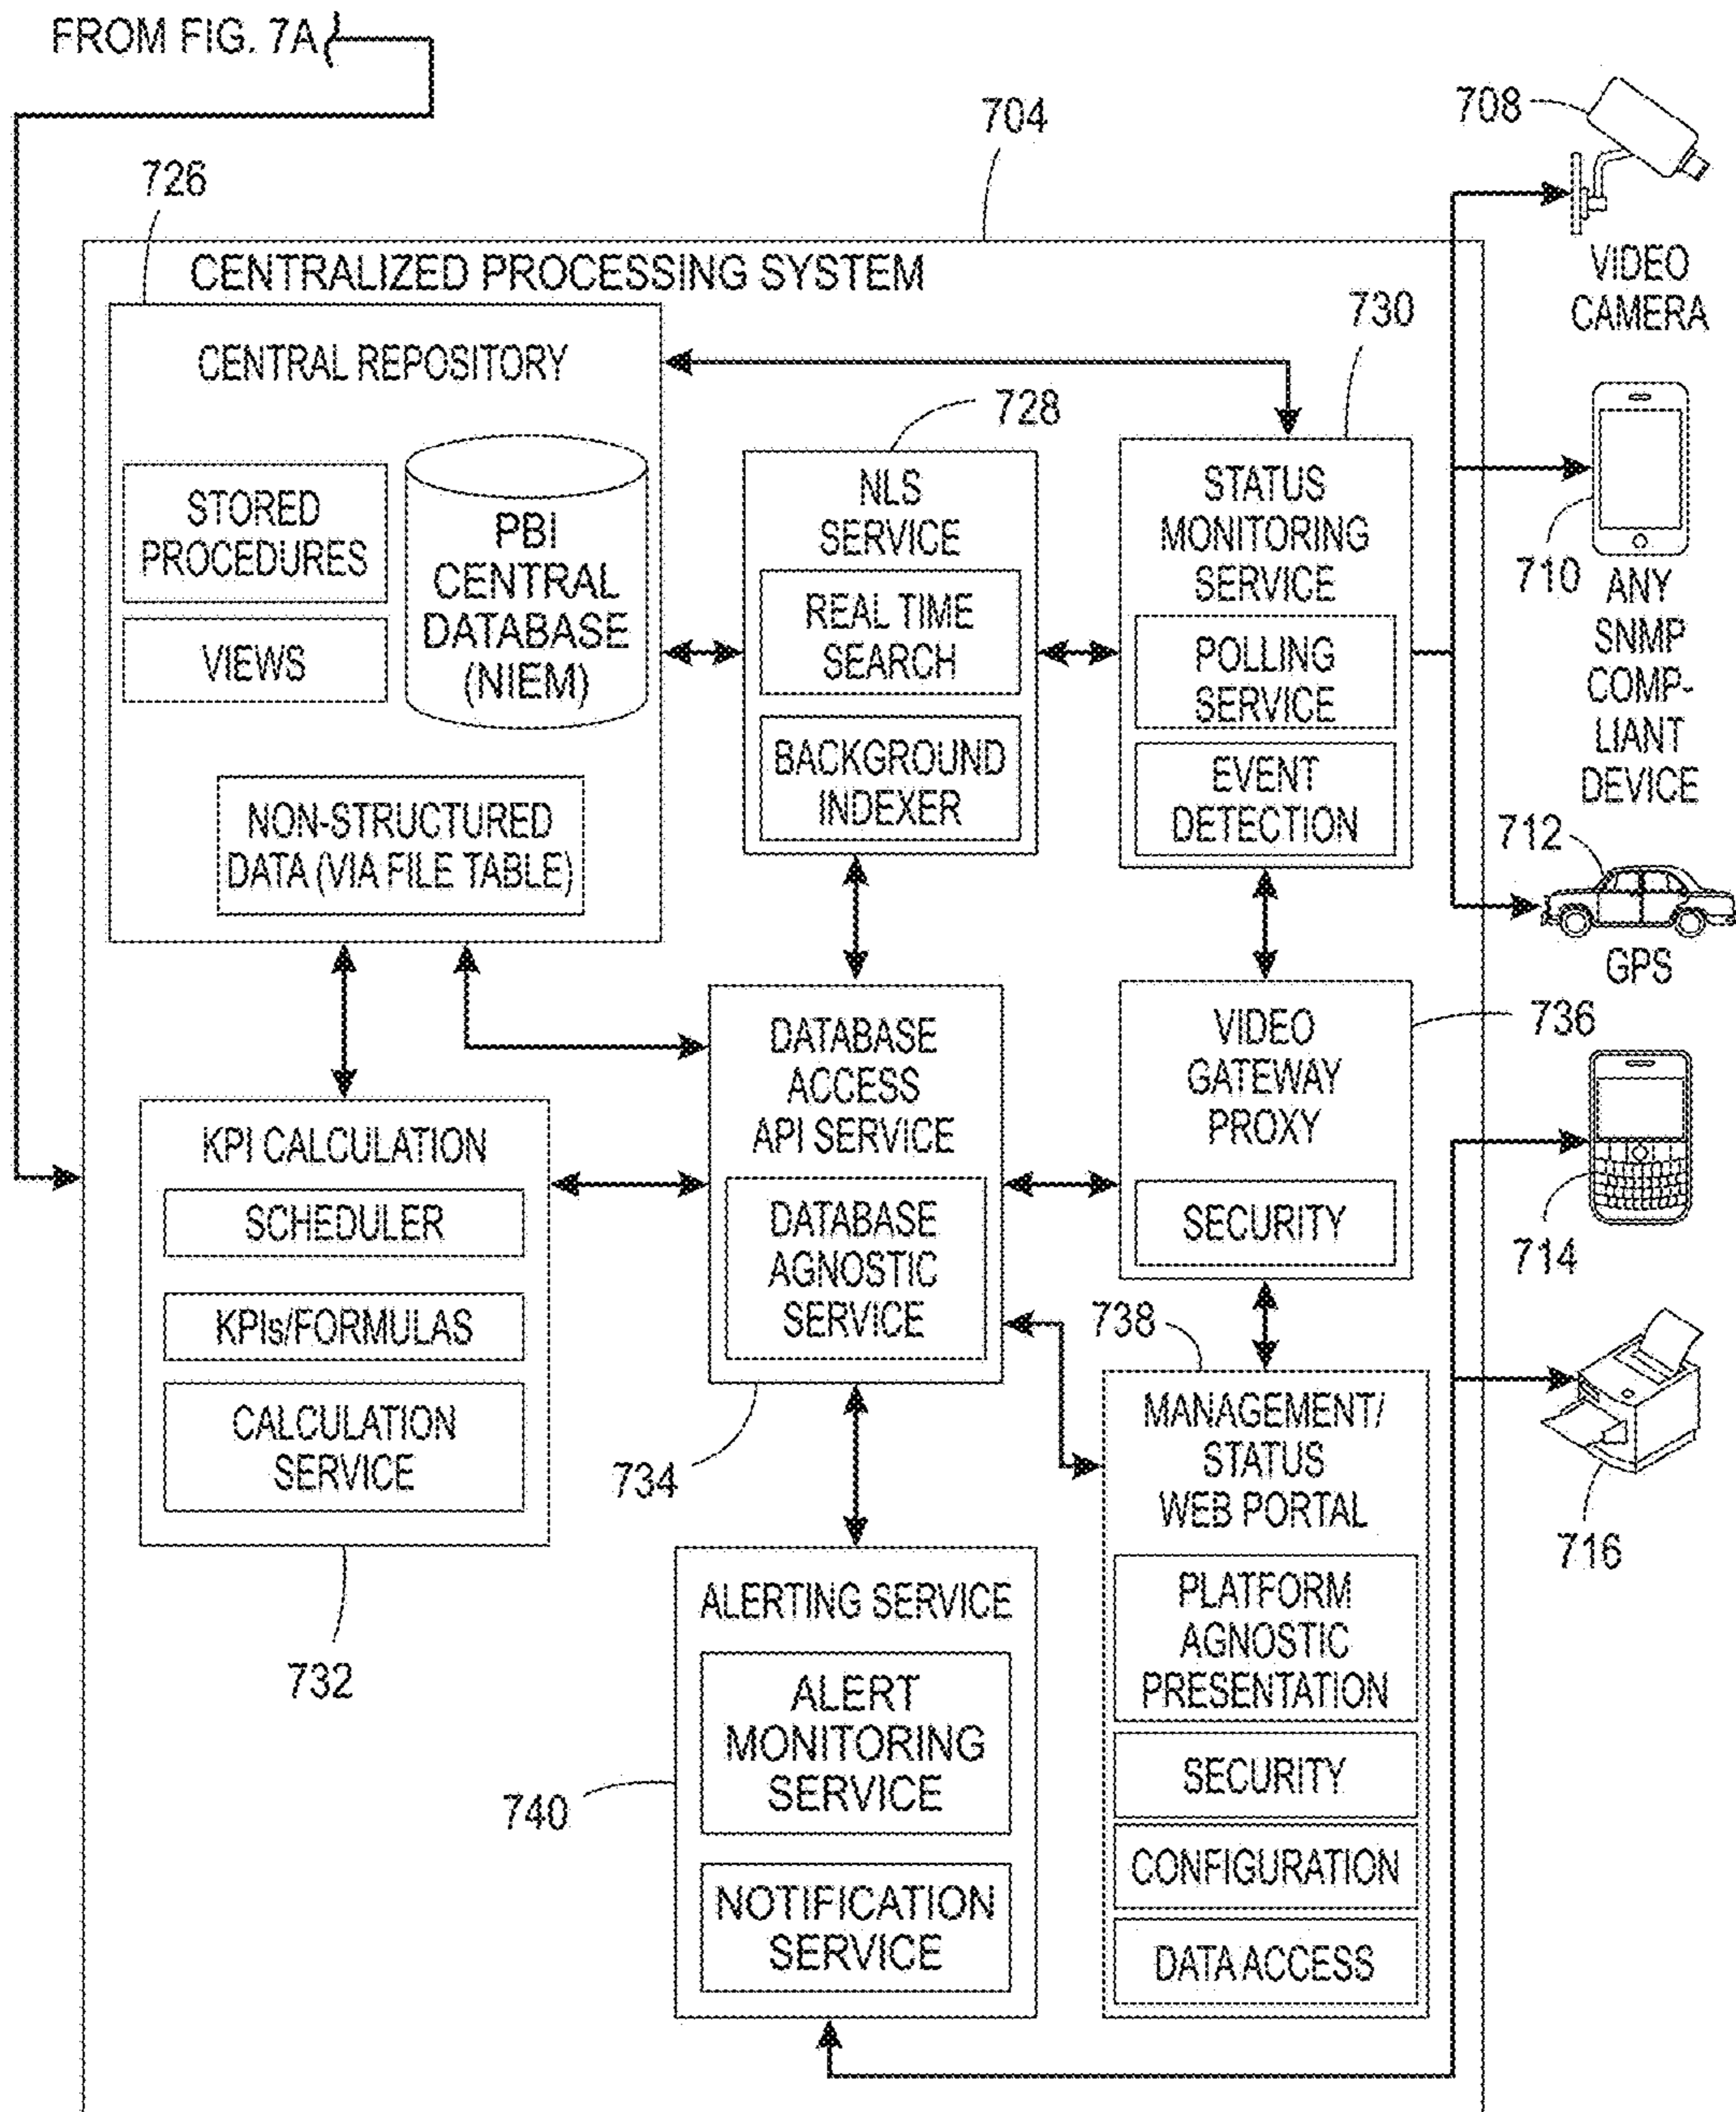 FROM FIG. 7A
704
708
VIDEO
CAMERA
726
CENTRALIZED PROCESSING SYSTEM
CENTRAL REPOSITORY
STORED
PROCEDURES
VIEWS
PBI
CENTRAL
DATABASE
(NIEM)
NON-STRUCTURED
DATA (VIA FILE TABLE)
728
NLS
SERVICE
REAL TIME
SEARCH
BACKGROUND
INDEXER
730
STATUS
MONITORING
SERVICE
POLLING
SERVICE
EVENT
DETECTION
710
ANY
SNMP
COMP-
LIANT
DEVICE
712
GPS
KPI CALCULATION
SCHEDULER
KPIs/FORMULAS
CALCULATION
SERVICE
732
DATABASE
ACCESS
API SERVICE
DATABASE
AGNOSTIC
SERVICE
734
VIDEO
GATEWAY
PROXY
SECURITY
736
714
738
MANAGEMENT/
STATUS
WEB PORTAL
PLATFORM
AGNOSTIC
PRESENTATION
SECURITY
CONFIGURATION
DATA ACCESS
716
ALERTING SERVICE
ALERT
MONITORING
SERVICE
NOTIFICATION
SERVICE
740